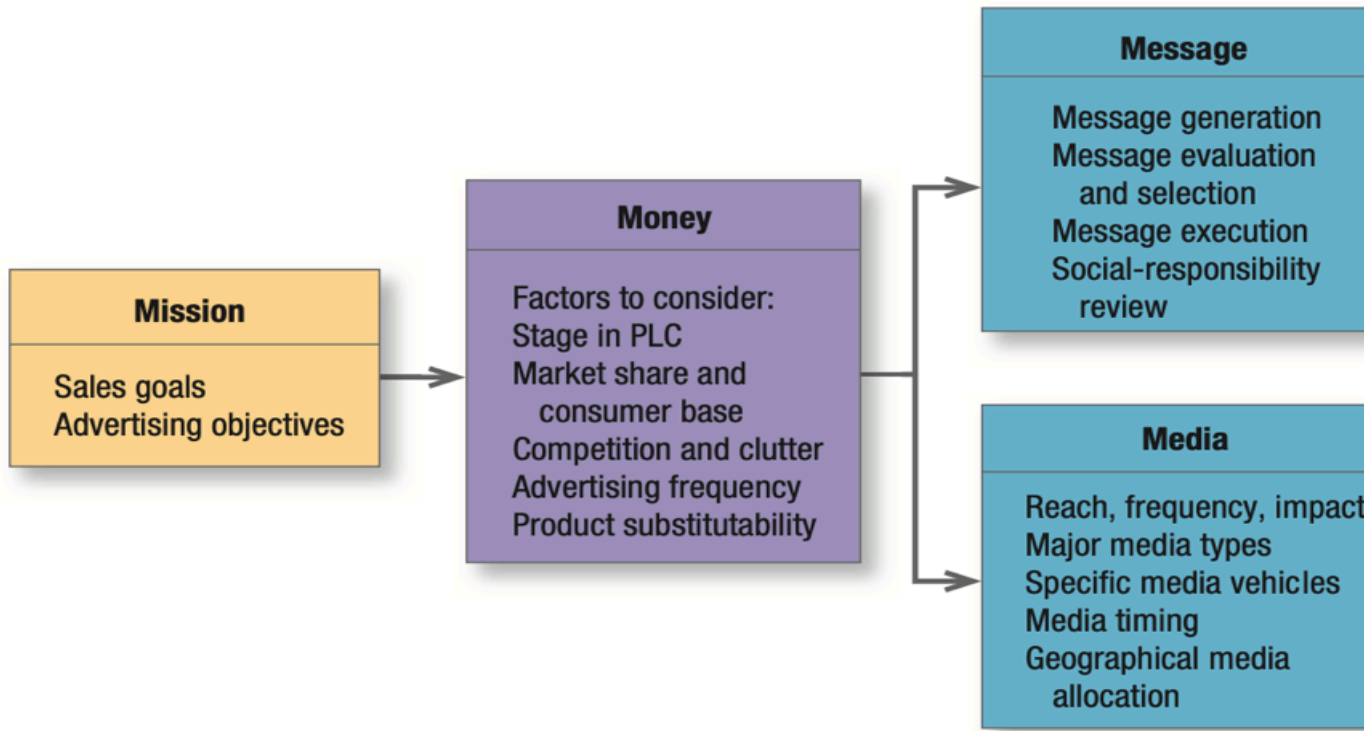 Mission
Sales goals
Advertising objectives
Money
Factors to consider:
Stage in PLC
Market share and
consumer base
Competition and clutter
Advertising frequency
Product substitutability
Message
Message generation
Message evaluation
and selection
Message execution
Social-responsibility
review
Media
Reach, frequency, impact
Major media types
Specific media vehicles
Media timing
Geographical media
allocation